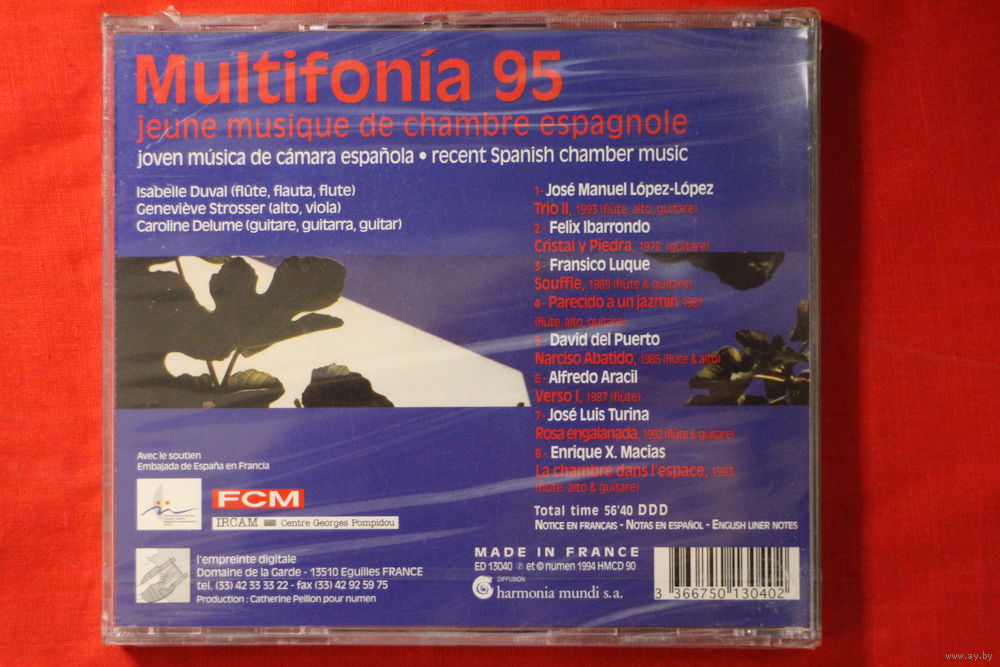 Multifonía 95
jeune musique de chambre espagnole
joven música de cámara española • recent Spanish chamber music
Isabelle Duval (flûte, flauta, flute)
Geneviève Strosser (alto, viola)
Caroline Delume (guitare, guitarra, guitar)
1- José Manuel López-López
Trio II, 1993 (flûte, alto, guitare)
2 - Felix Ibarrondo
Cristal y Piedra, 1978 (guitare)
3 - Fransico Luque
Souffle, 1989 (flûte & guitare)
4 - Parecido a un jazmin 1987
(flûte, alto, guitare)
5 - David del Puerto
Narciso Abatido, 1985 (flûte & alto)
6 - Alfredo Aracil
Verso I, 1987 (flûte)
7 - José Luis Turina
Rosa engalanada, 1992 (flûte & guitare)
8 - Enrique X. Macias
La chambre dans l'espace, 1993
(flûte, alto & guitare)
Total time 56'40 DDD
NOTICE EN FRANÇAIS - NOTAS EN ESPAÑOL - ENGLISH LINER NOTES
Avec le soutien
Embajada de España en Francia
FCM
IRCAM Centre Georges Pompidou
l'empreinte digitale
Domaine de la Garde - 13510 Eguilles FRANCE
tel. (33) 42 33 33 22 - fax (33) 42 92 59 75
Production : Catherine Peillon pour numen
MADE IN FRANCE
ED 13040 ℗ et © numen 1994 HMCD 90
DIFFUSION
harmonia mundi s.a.
3 366750 130402
www.ay.by